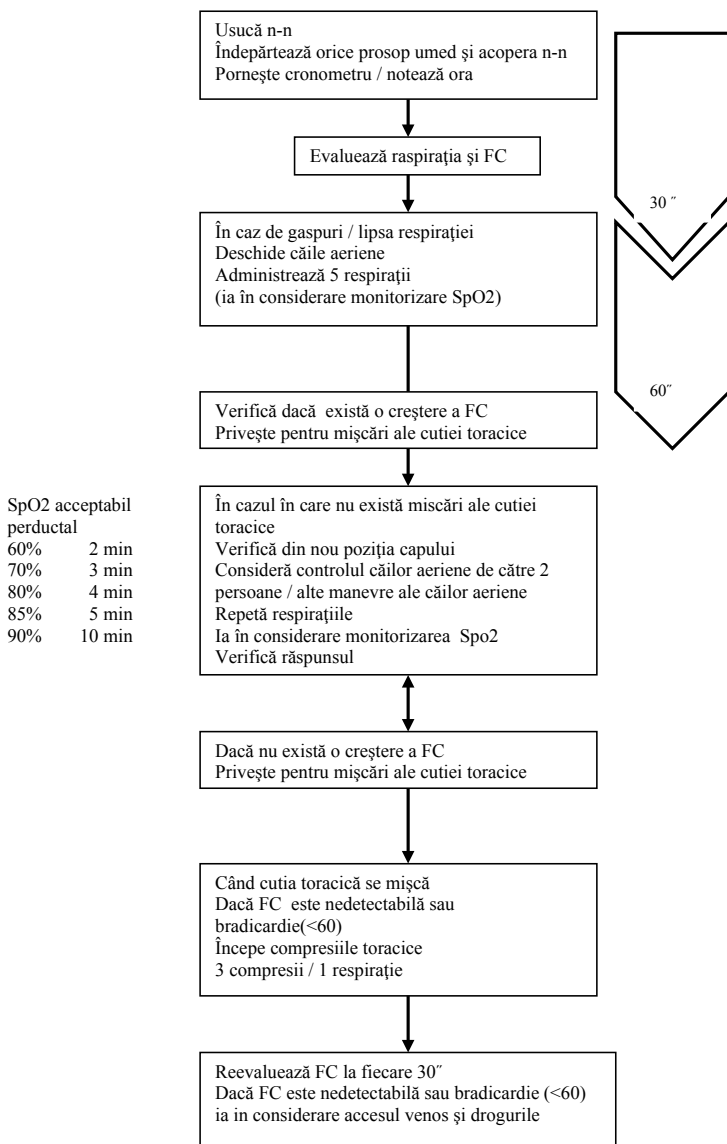 Usucă n-n
Îndepărtează orice prosop umed şi acopera n-n
Porneşte cronometru / notează ora
Evaluează raspiraţia şi FC
30 ˝
În caz de gaspuri / lipsa respiraţiei
Deschide căile aeriene
Administrează 5 respiraţii
(ia în considerare monitorizare SpO2)
60˝
Verifică dacă există o creştere a FC
Priveşte pentru mişcări ale cutiei toracice
SpO2 acceptabil
perductal
60% 2 min
70% 3 min
80% 4 min
85% 5 min
90% 10 min
În cazul în care nu există miscări ale cutiei
toracice
Verifică din nou poziţia capului
Consideră controlul căilor aeriene de către 2
persoane / alte manevre ale căilor aeriene
Repetă respiraţiile
Ia în considerare monitorizarea Spo2
Verifică răspunsul
Dacă nu există o creştere a FC
Priveşte pentru mişcări ale cutiei toracice
Când cutia toracică se mişcă
Dacă FC este nedetectabilă sau
bradicardie(<60)
Începe compresiile toracice
3 compresii / 1 respiraţie
Reevaluează FC la fiecare 30˝
Dacă FC este nedetectabilă sau bradicardie (<60)
ia in considerare accesul venos şi drogurile